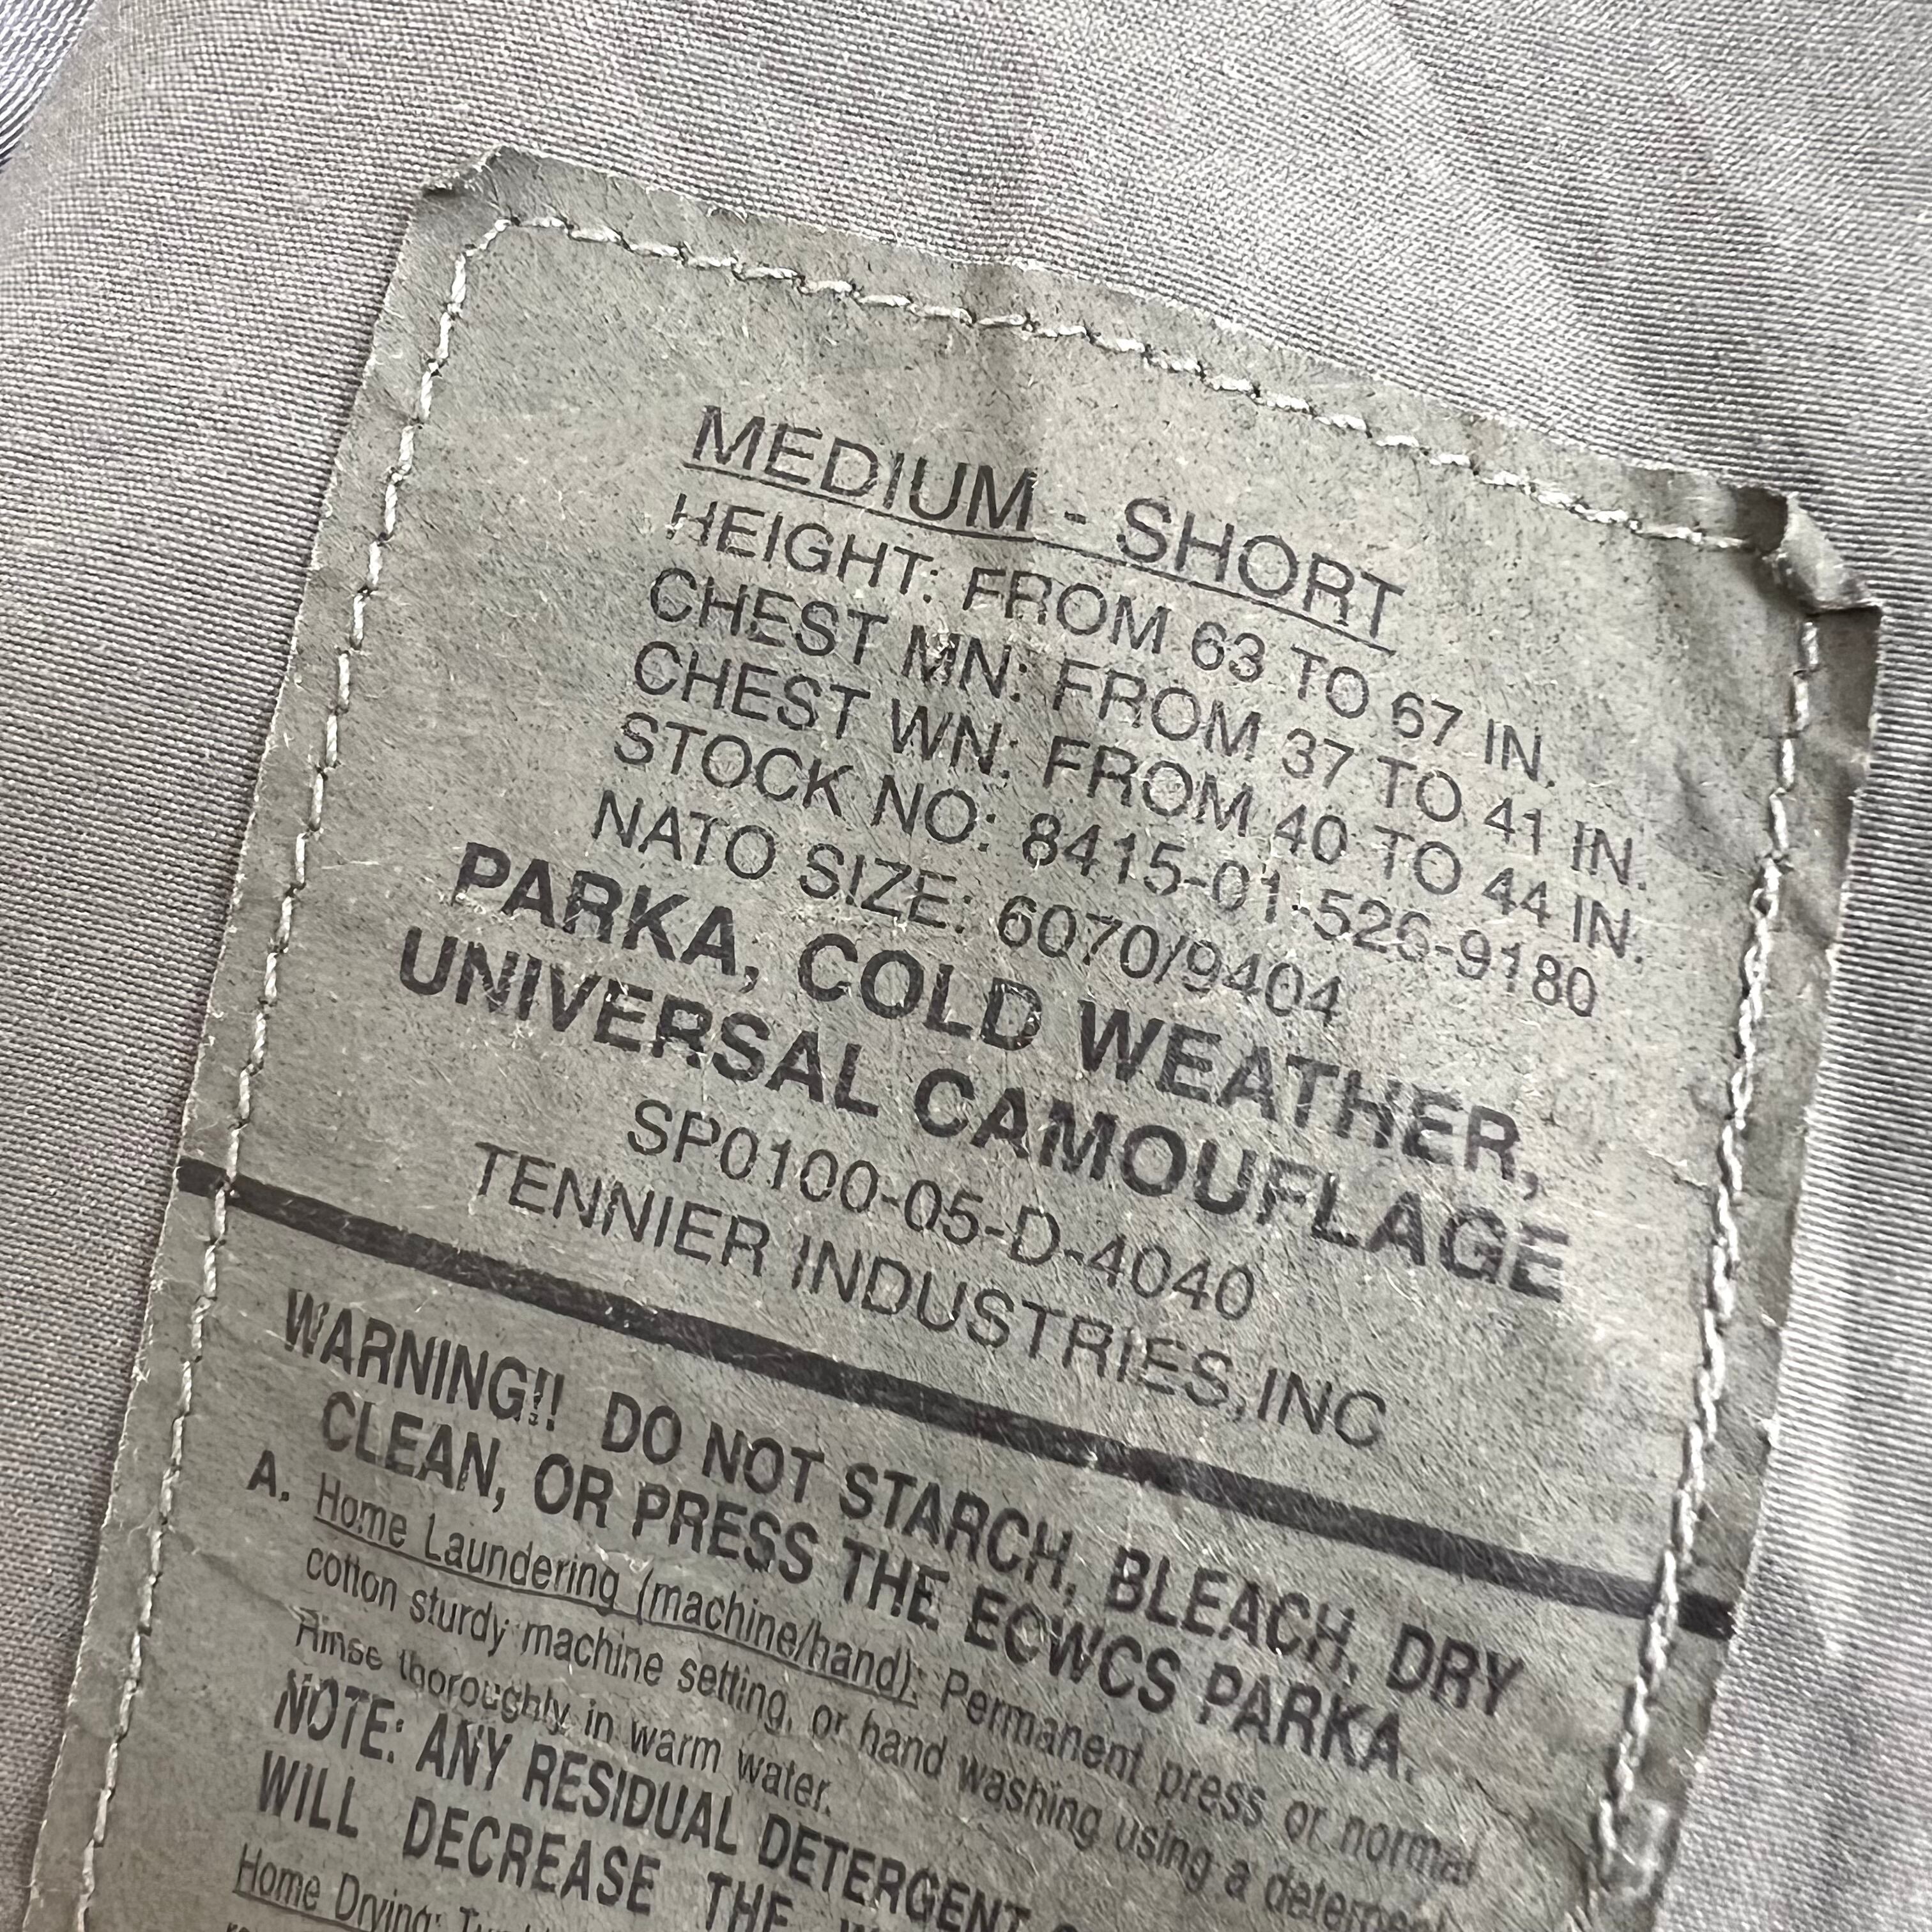 MEDIUM - SHORT
HEIGHT: FROM 63 TO 67 IN.
CHEST MN: FROM 37 TO 41 IN.
CHEST WN: FROM 40 TO 44 IN.
STOCK NO: 8415-01-526-9180
NATO SIZE: 6070/9404
PARKA, COLD WEATHER,
UNIVERSAL CAMOUFLAGE
SP0100-05-D-4040
TENNIER INDUSTRIES,INC
WARNING!! DO NOT STARCH, BLEACH, DRY
CLEAN, OR PRESS THE ECWCS PARKA.
A. Home Laundering (machine/hand): Permanent press or normal
cotton sturdy machine setting, or hand washing using a detergent
Rinse thoroughly in warm water.
NOTE: ANY RESIDUAL DETERGENT
WILL DECREASE THE
Home Drying: